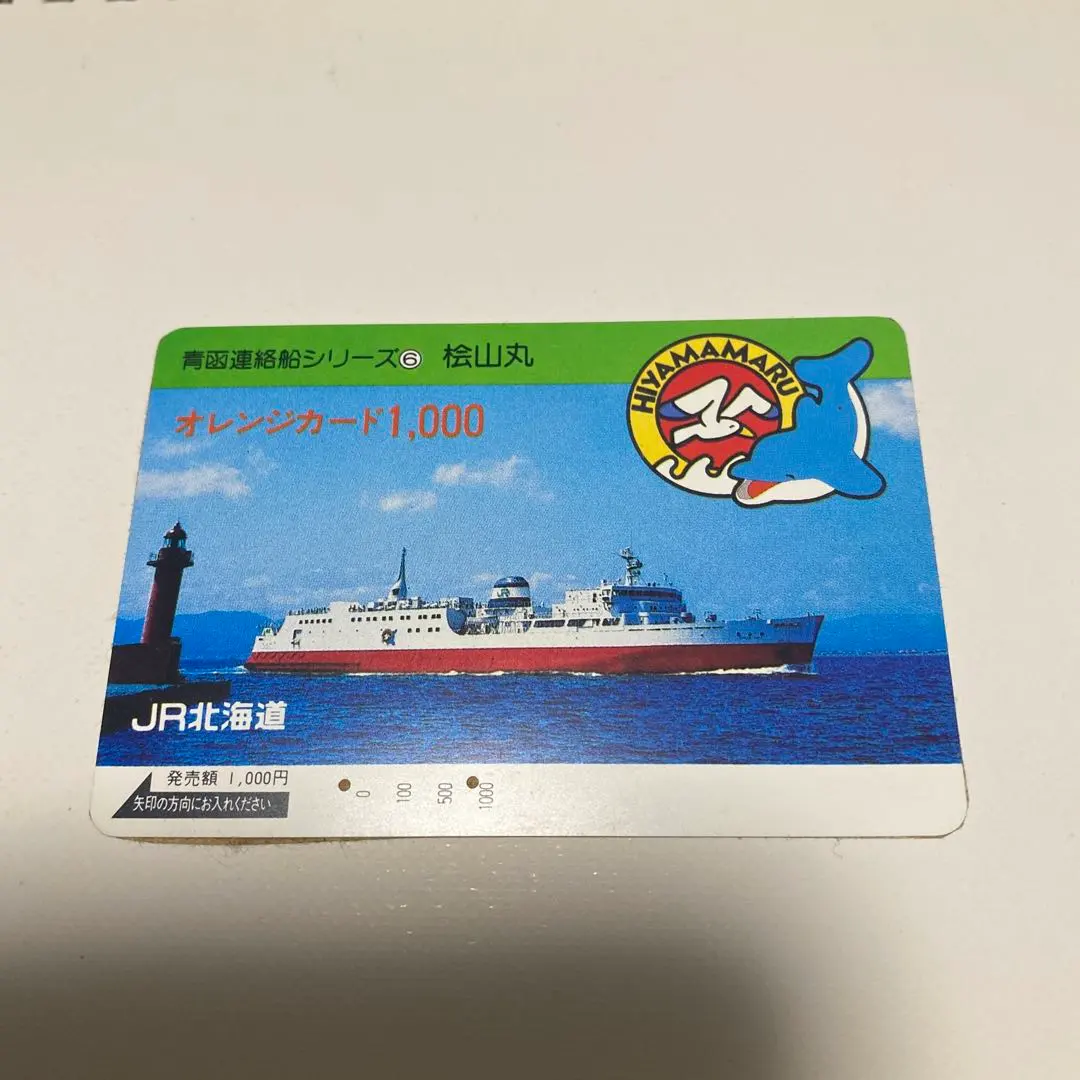 青函連絡船シリーズ⑥ 桧山丸
オレンジカード1,000
HIYAMAMARU
JR北海道
発売額 1,000円
矢印の方向にお入れください
0 100 500 1000